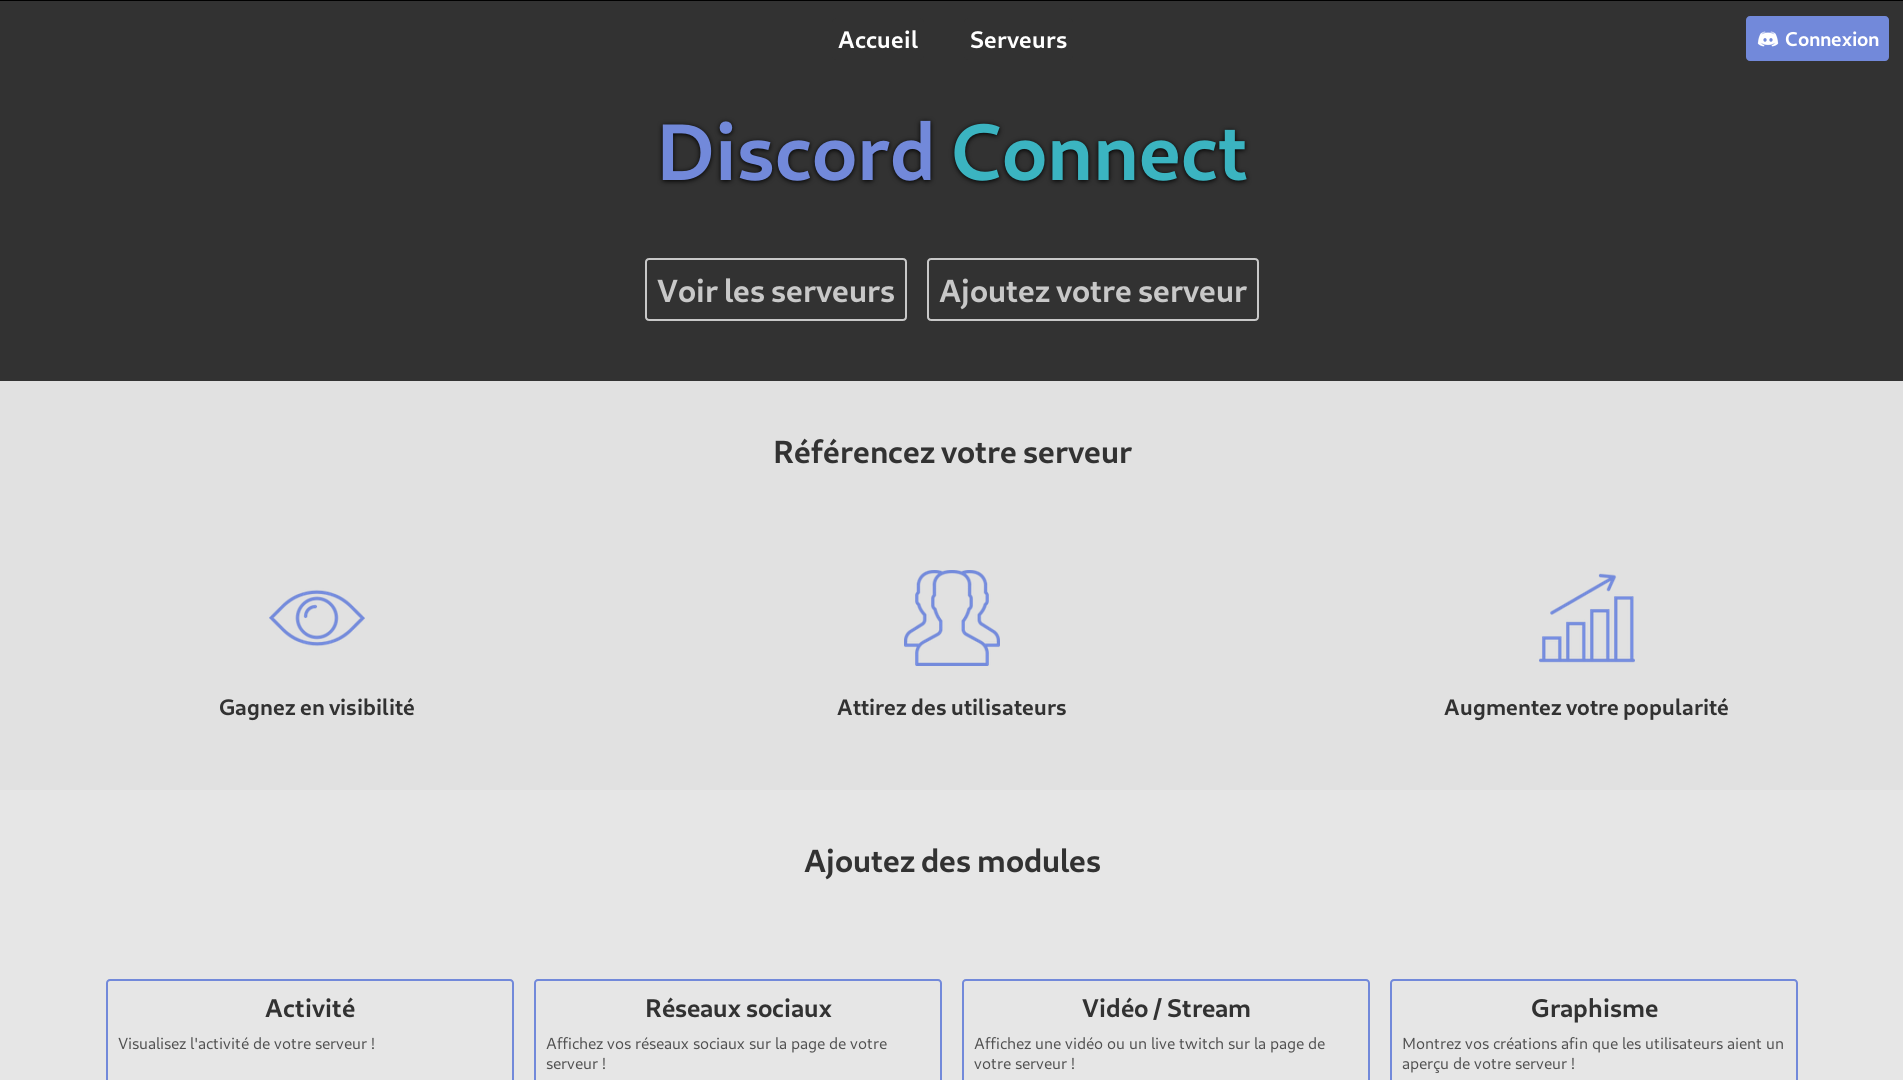 Accueil
Serveurs
Connexion
Discord Connect
Voir les serveurs
Ajoutez votre serveur
Référencez votre serveur
Gagnez en visibilité
Attirez des utilisateurs
Augmentez votre popularité
Ajoutez des modules
Activité
Visualisez l'activité de votre serveur !
Réseaux sociaux
Affichez vos réseaux sociaux sur la page de votre
serveur !
Vidéo / Stream
Affichez une vidéo ou un live twitch sur la page de
votre serveur !
Graphisme
Montrez vos créations afin que les utilisateurs aient un
aperçu de votre serveur !